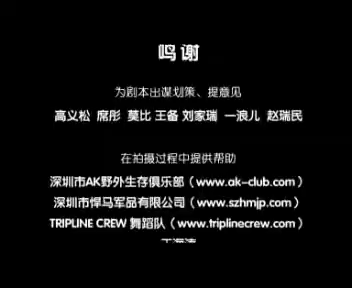 鸣谢
为剧本出谋划策、提意见
高义松 席彤 莫比 王备 刘家瑞 一浪儿 赵瑞民
在拍摄过程中提供帮助
深圳市AK野外生存俱乐部（www.ak-club.com）
深圳市悍马军品有限公司（www.szhmjp.com）
TRIPLINE CREW 舞蹈队（www.triplinecrew.com）